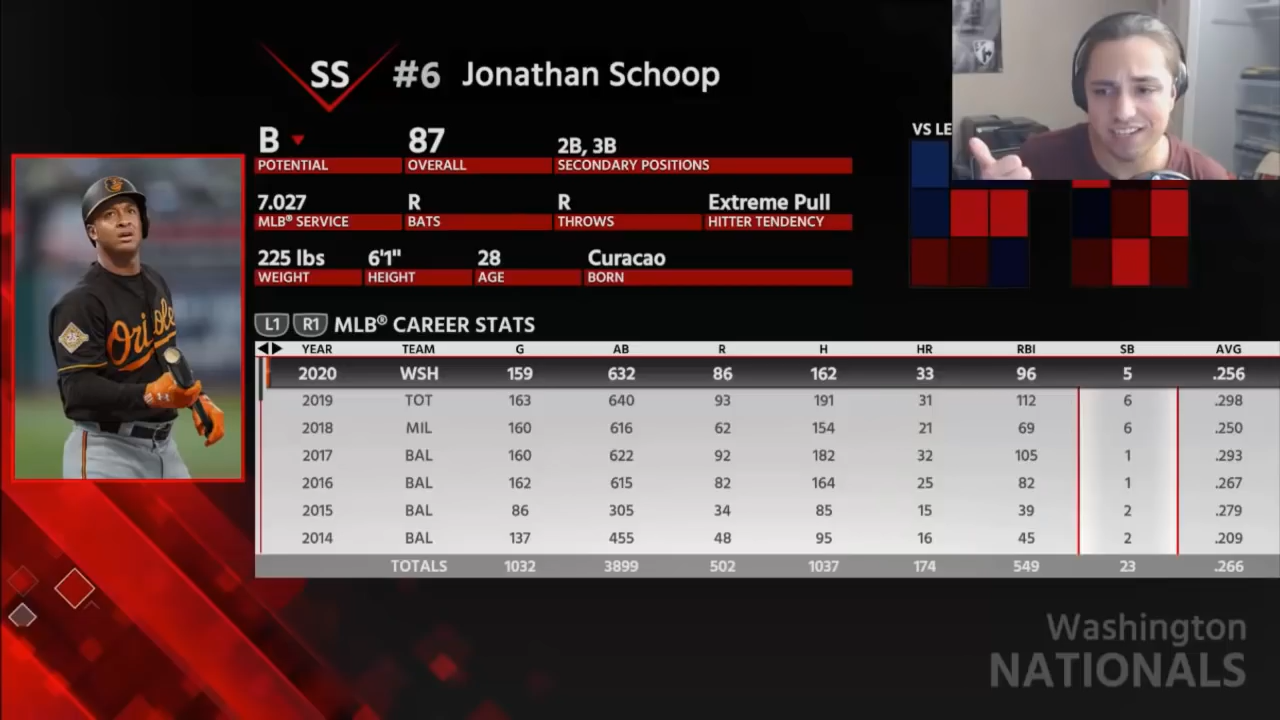 SS #6 Jonathan Schoop
B 87 2B, 3B
POTENTIAL OVERALL SECONDARY POSITIONS
7.027 R R Extreme Pull
MLB® SERVICE BATS THROWS HITTER TENDENCY
225 lbs 6'1" 28 Curacao
WEIGHT HEIGHT AGE BORN
VS LE
Orioles
L1 R1 MLB® CAREER STATS
YEAR TEAM G AB R H HR RBI SB AVG
2020 WSH 159 632 86 162 33 96 5 .256
2019 TOT 163 640 93 191 31 112 6 .298
2018 MIL 160 616 62 154 21 69 6 .250
2017 BAL 160 622 92 182 32 105 1 .293
2016 BAL 162 615 82 164 25 82 1 .267
2015 BAL 86 305 34 85 15 39 2 .279
2014 BAL 137 455 48 95 16 45 2 .209
TOTALS 1032 3899 502 1037 174 549 23 .266
Washington
NATIONALS